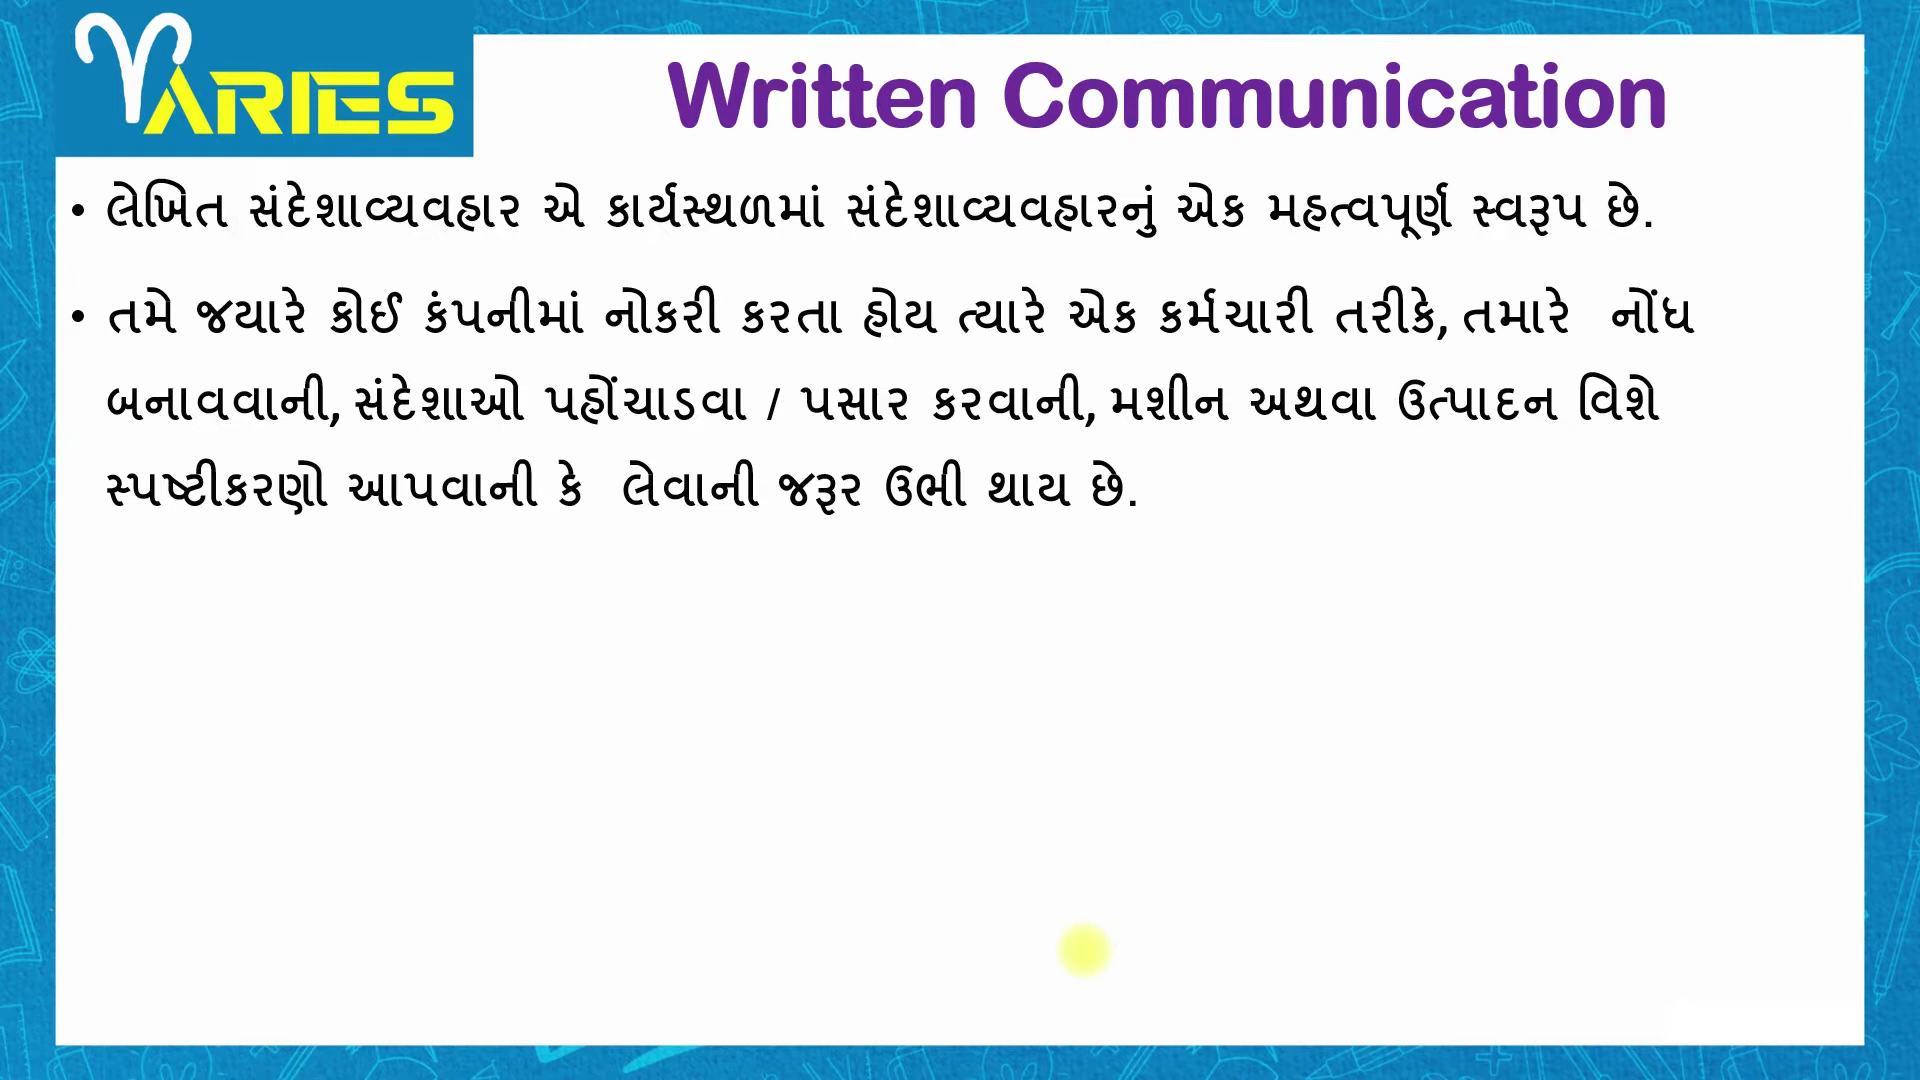 ARIES
Written Communication
• લેખિત સંદેશાવ્યવહાર એ કાર્યસ્થળમાં સંદેશાવ્યવહારનું એક મહત્વપૂર્ણ સ્વરૂપ છે.
• તમે જયારે કોઈ કંપનીમાં નોકરી કરતા હોય ત્યારે એક કર્મચારી તરીકે, તમારે નોંધ
બનાવવાની, સંદેશાઓ પહોંચાડવા / પસાર કરવાની, મશીન અથવા ઉત્પાદન વિશે
સ્પષ્ટીકરણો આપવાની કે લેવાની જરૂર ઉભી થાય છે.